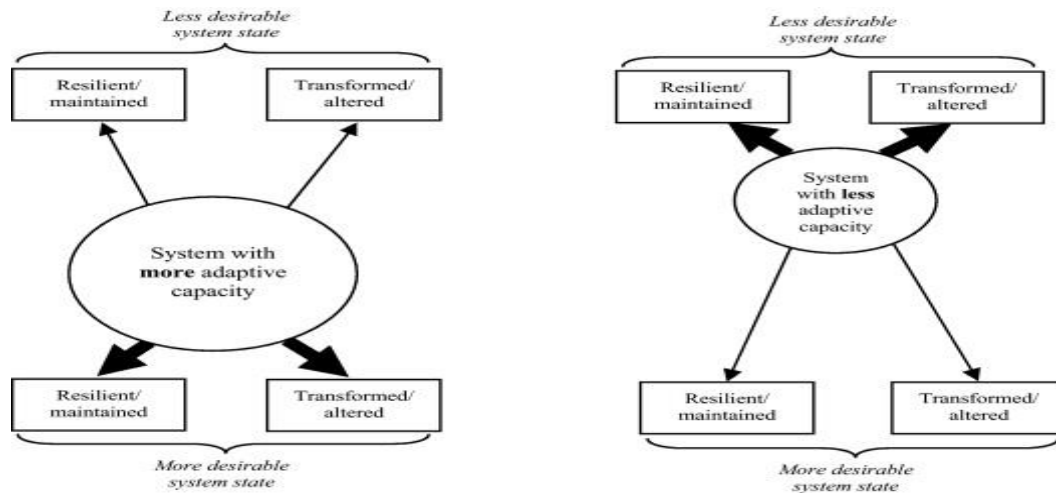 Less desirable
system state
Resilient/
maintained
Transformed/
altered
System with
more adaptive
capacity
Resilient/
maintained
Transformed/
altered
More desirable
system state
Less desirable
system state
Resilient/
maintained
Transformed/
altered
System
with less
adaptive
capacity
Resilient/
maintained
Transformed/
altered
More desirable
system state